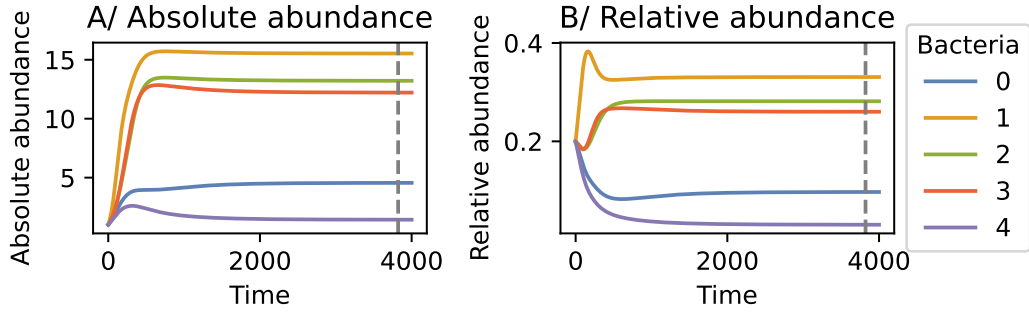 A/ Absolute abundance
Absolute abundance
15
10
5
0
2000
4000
Time
B/ Relative abundance
Relative abundance
0.4
0.2
0
2000
4000
Time
Bacteria
0
1
2
3
4